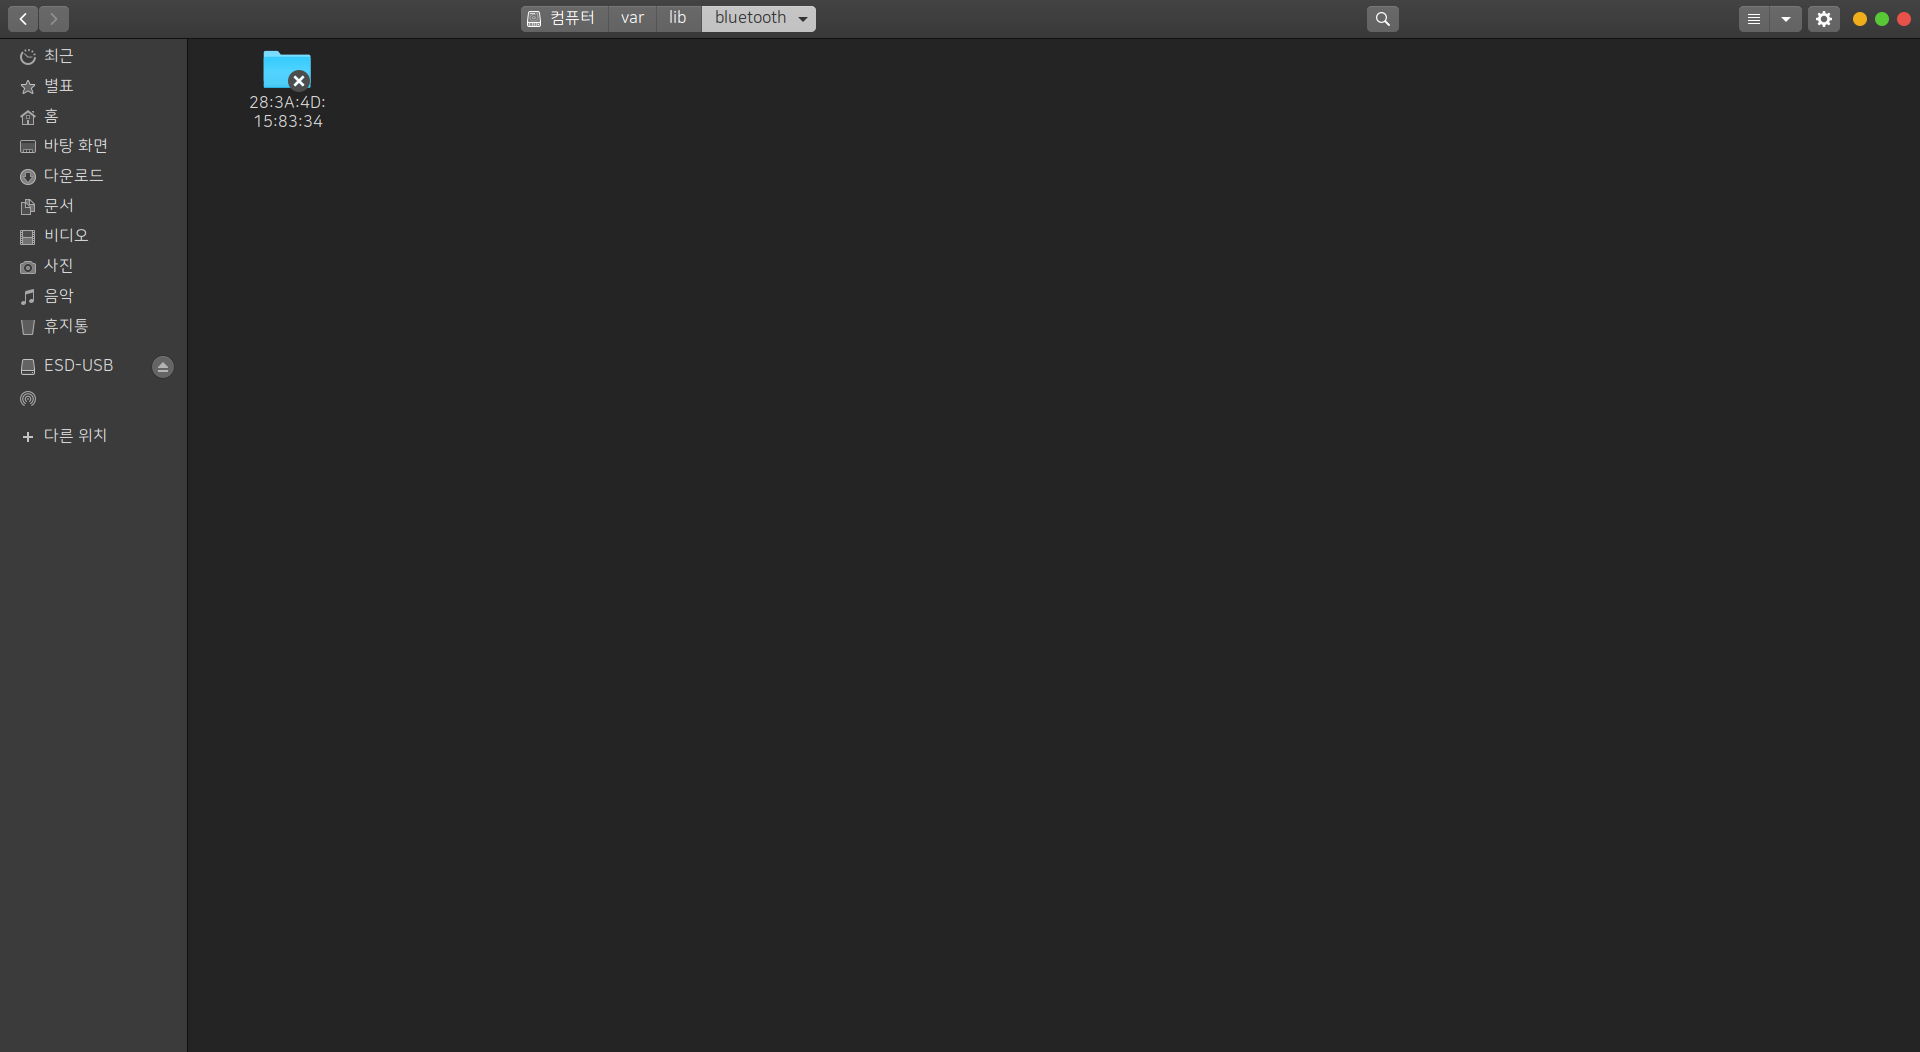 컴퓨터 var lib bluetooth
최근
별표
홈
바탕 화면
다운로드
문서
비디오
사진
음악
휴지통
ESD-USB
다른 위치
28:3A:4D:
15:83:34